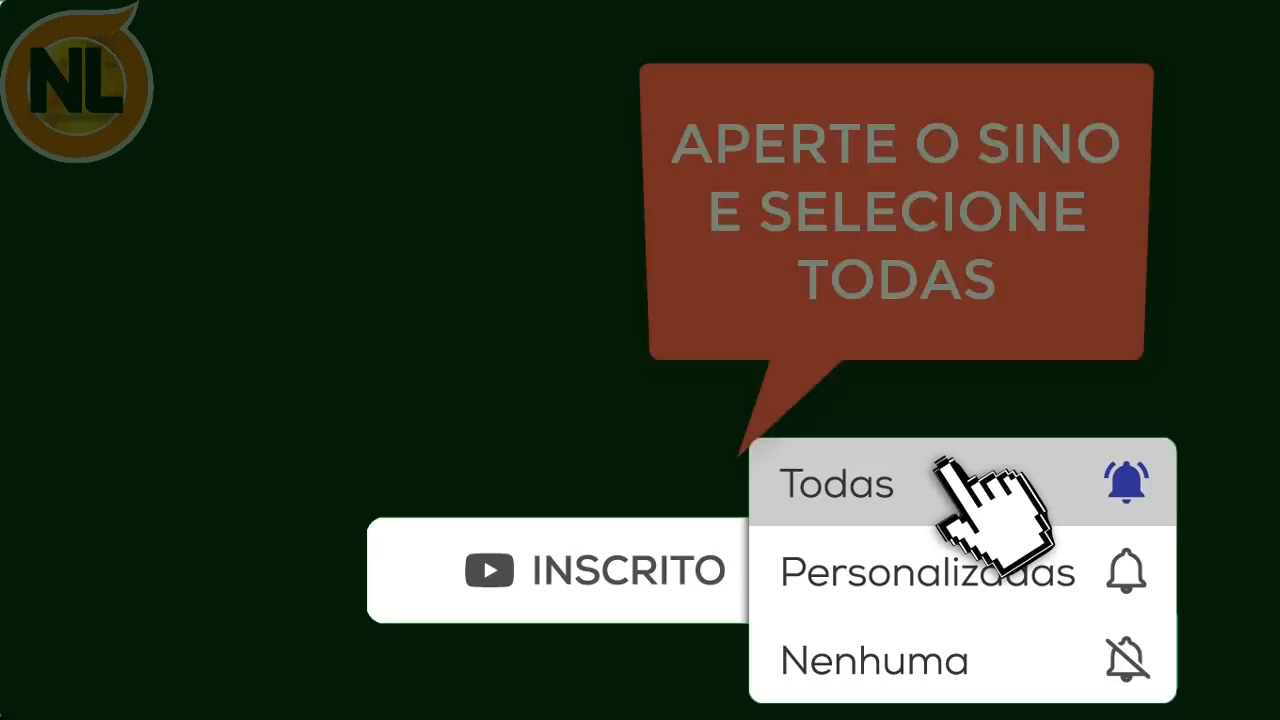 NL
APERTE O SINO
E SELECIONE
TODAS
Todas
INSCRITO
Personalizadas
Nenhuma